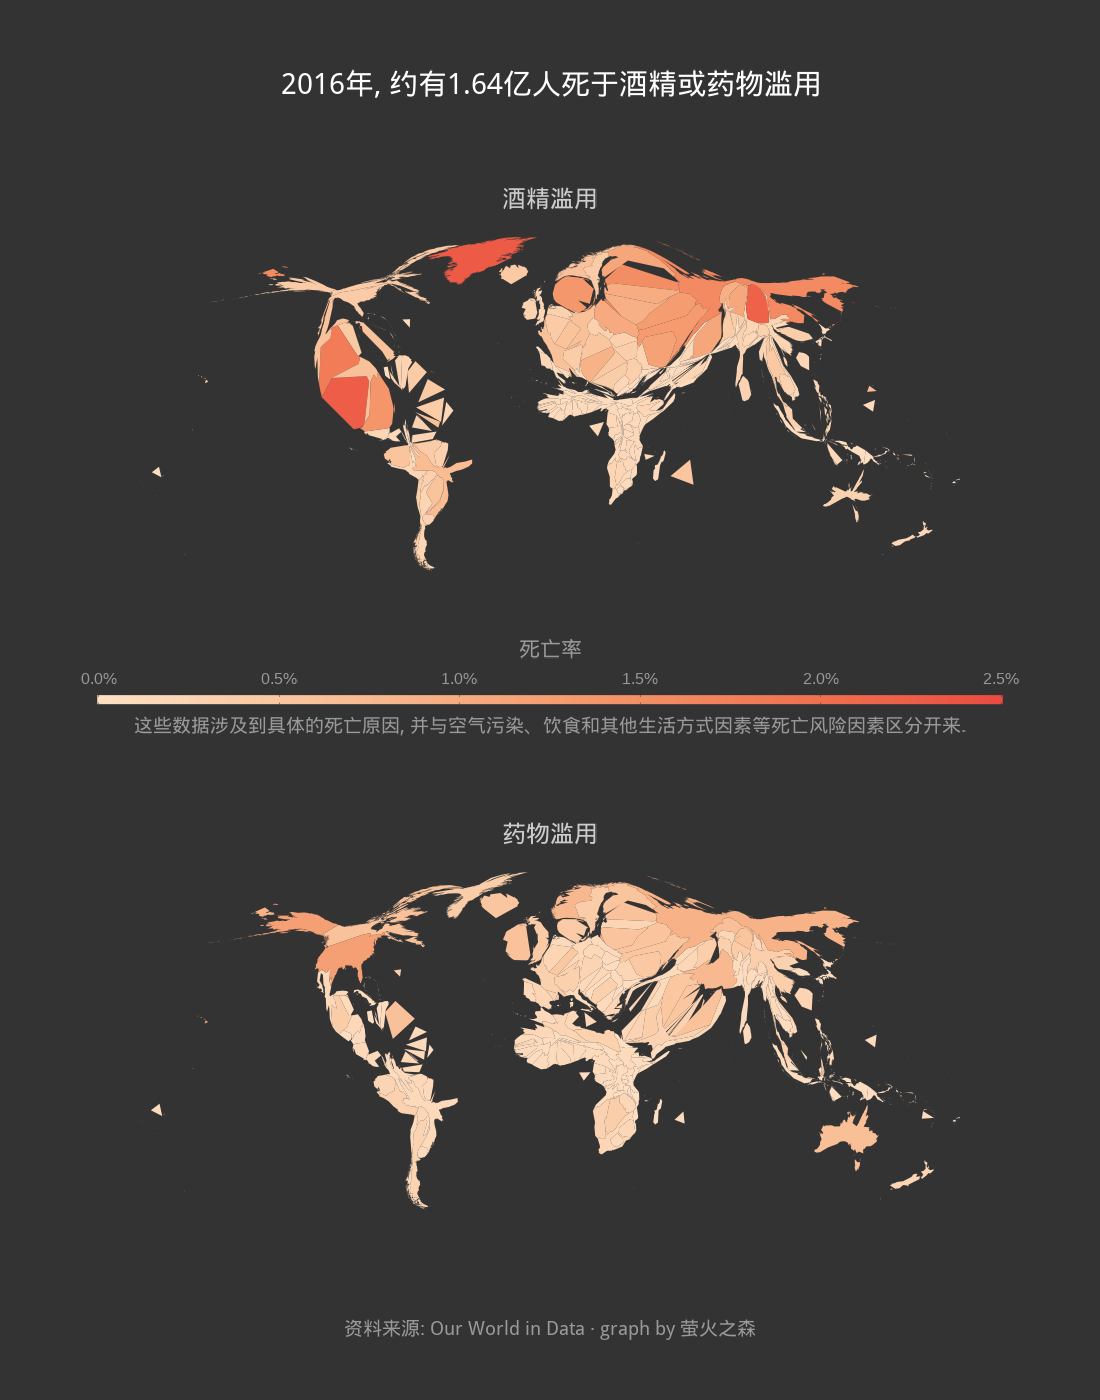 2016年, 约有1.64亿人死于酒精或药物滥用
酒精滥用
死亡率
0.0% 0.5% 1.0% 1.5% 2.0% 2.5%
这些数据涉及到具体的死亡原因, 并与空气污染、饮食和其他生活方式因素等死亡风险因素区分开来.
药物滥用
资料来源: Our World in Data · graph by 萤火之森